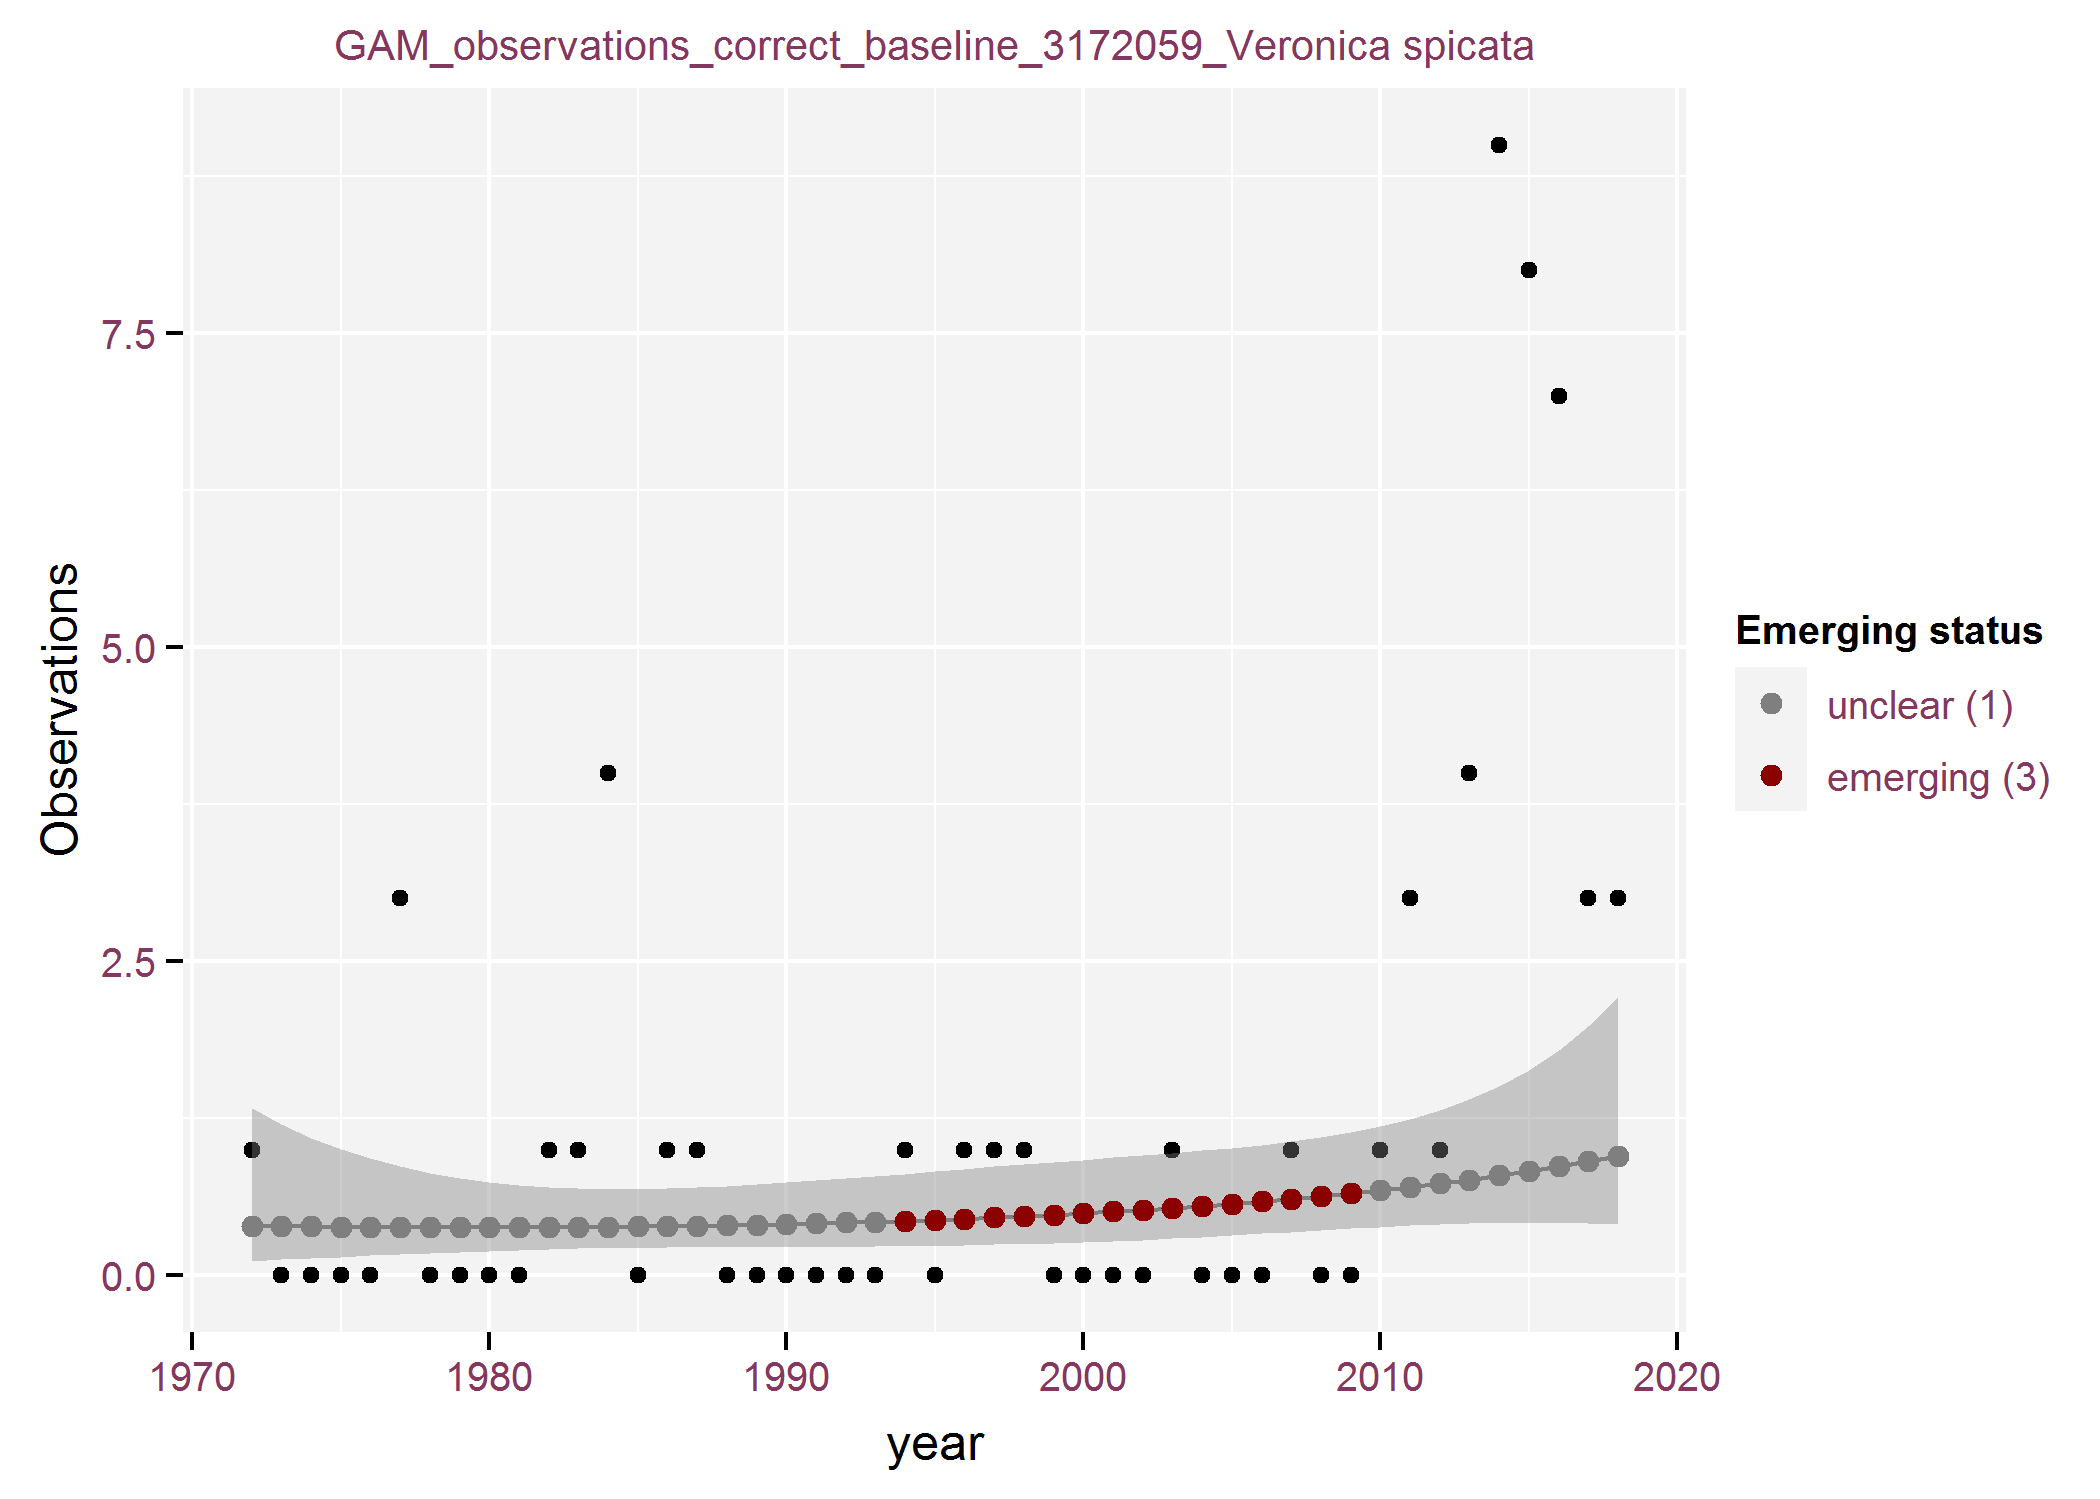 GAM_observations_correct_baseline_3172059_Veronica spicata
Observations
7.5
5.0
2.5
0.0
1970 1980 1990 2000 2010 2020
year
Emerging status
unclear (1)
emerging (3)